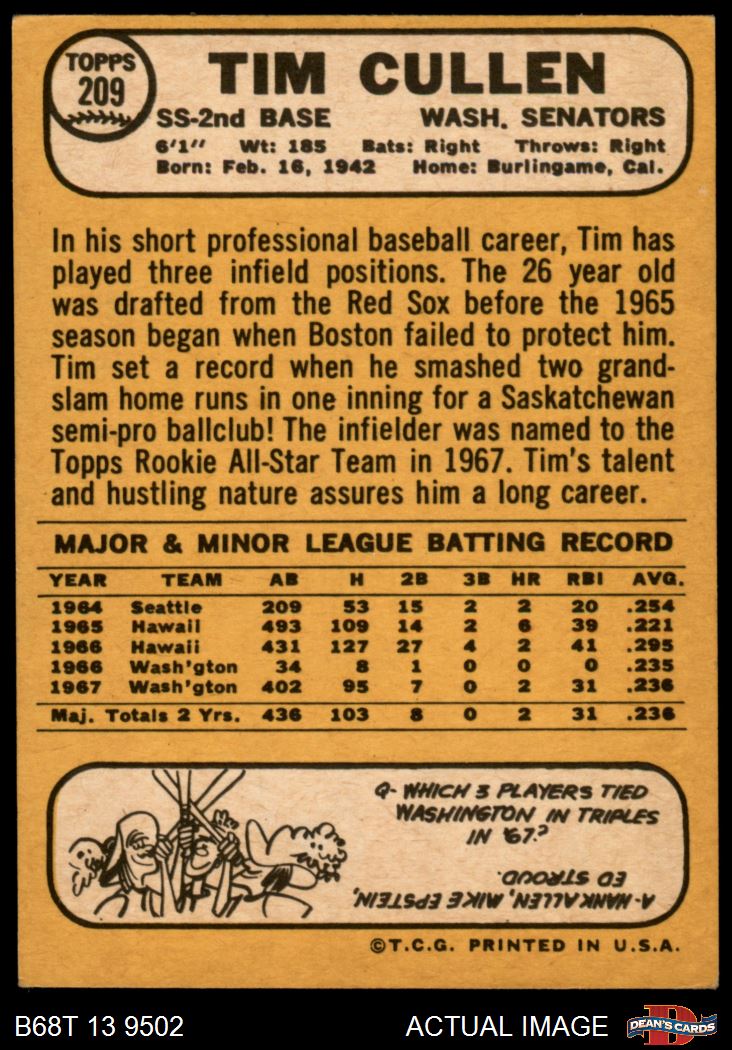 TOPPS
209
TIM CULLEN
SS-2nd BASE WASH. SENATORS
6'1" Wt: 185 Bats: Right Throws: Right
Born: Feb. 16, 1942 Home: Burlingame, Cal.
In his short professional baseball career, Tim has
played three infield positions. The 26 year old
was drafted from the Red Sox before the 1965
season began when Boston failed to protect him.
Tim set a record when he smashed two grand-
slam home runs in one inning for a Saskatchewan
semi-pro ballclub! The infielder was named to the
Topps Rookie All-Star Team in 1967. Tim's talent
and hustling nature assures him a long career.
MAJOR & MINOR LEAGUE BATTING RECORD
YEAR TEAM AB H 2B 3B HR RBI AVG.
1964 Seattle 209 53 15 2 2 20 .254
1965 Hawaii 493 109 14 2 6 39 .221
1966 Hawaii 431 127 27 4 2 41 .295
1966 Wash'gton 34 8 1 0 0 0 .235
1967 Wash'gton 402 95 7 0 2 31 .236
Maj. Totals 2 Yrs. 436 103 8 0 2 31 .236
Q- WHICH 3 PLAYERS TIED
WASHINGTON IN TRIPLES
IN '67?
A- HANK ALLEN, MIKE EPSTEIN,
ED STROUD.
©T.C.G. PRINTED IN U.S.A.
B68T 13 9502 ACTUAL IMAGE DEAN'S CARDS